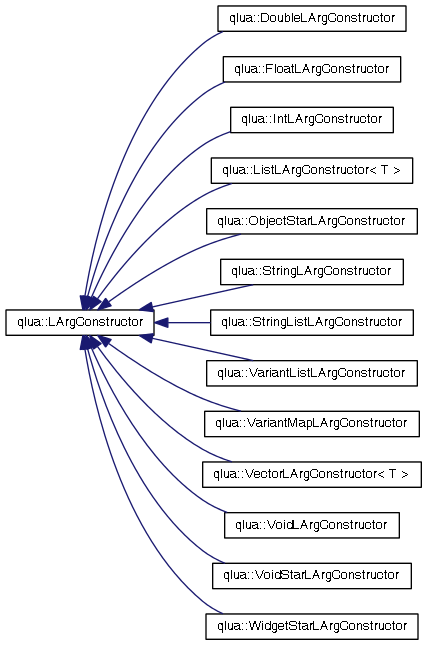 qlua::DoubleLArgConstructor
qlua::FloatLArgConstructor
qlua::IntLArgConstructor
qlua::ListLArgConstructor< T >
qlua::ObjectStarLArgConstructor
qlua::StringLArgConstructor
qlua::LArgConstructor
qlua::StringListLArgConstructor
qlua::VariantListLArgConstructor
qlua::VariantMapLArgConstructor
qlua::VectorLArgConstructor< T >
qlua::VoidLArgConstructor
qlua::VoidStarLArgConstructor
qlua::WidgetStarLArgConstructor